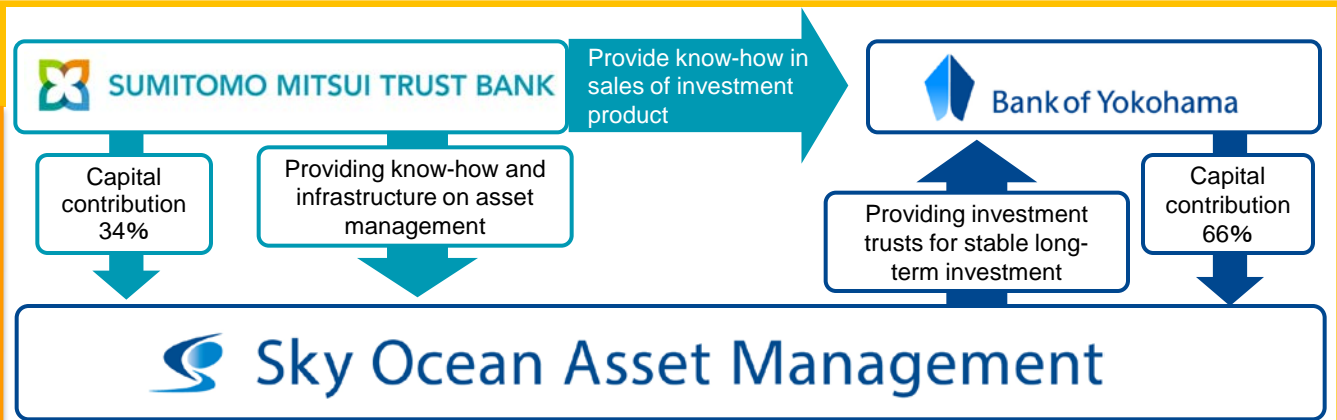 SUMITOMO MITSUI TRUST BANK
Provide know-how in
sales of investment
product
Bank of Yokohama
Capital
contribution
34%
Providing know-how and
infrastructure on asset
management
Providing investment
trusts for stable long-
term investment
Capital
contribution
66%
Sky Ocean Asset Management